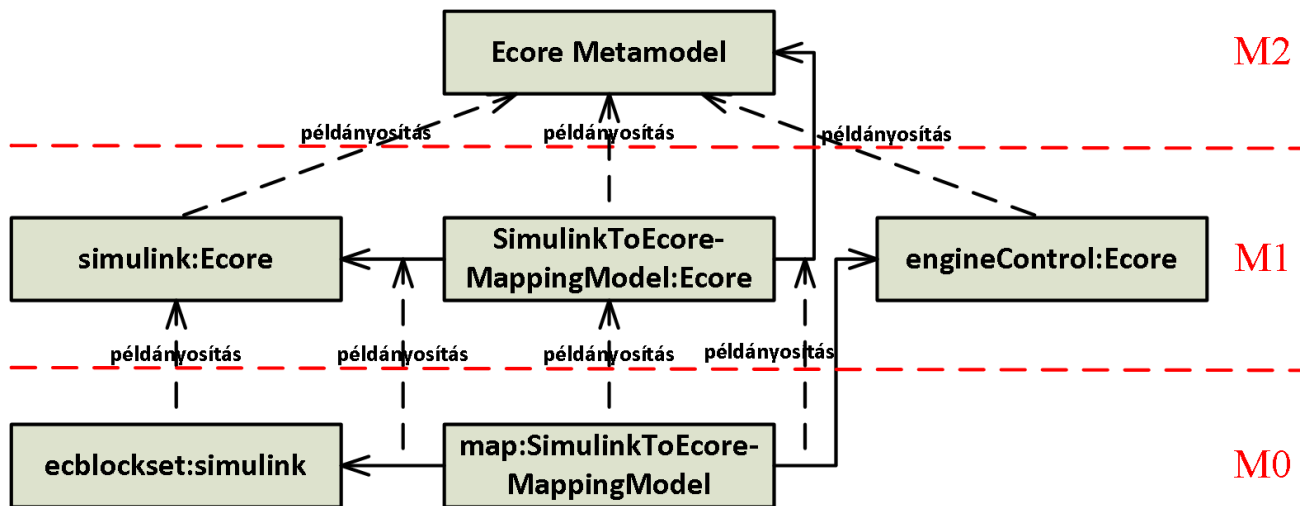 Ecore Metamodel
M2
példányosítás
példányosítás
példányosítás
simulink:Ecore
SimulinkToEcore-
MappingModel:Ecore
engineControl:Ecore
M1
példányosítás
példányosítás
példányosítás
példányosítás
ecblockset:simulink
map:SimulinkToEcore-
MappingModel
M0